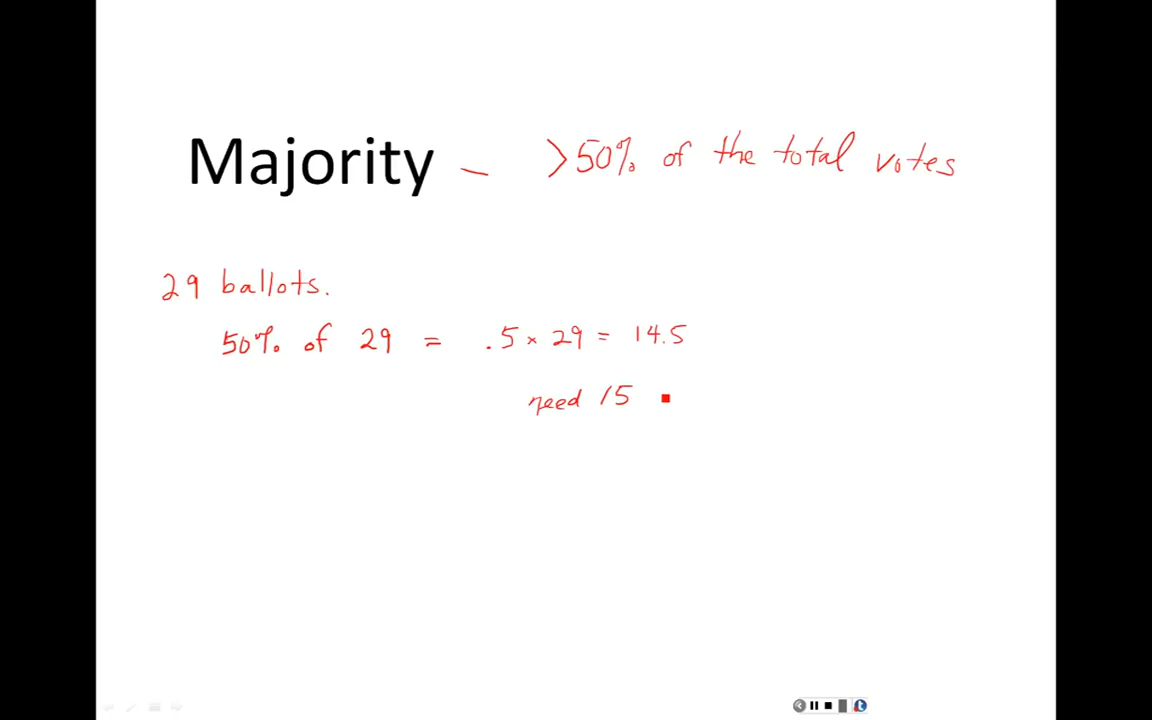 Majority – >50% of the total votes
29 ballots.
50% of 29 = .5 × 29 = 14.5
need 15